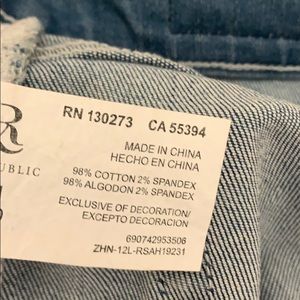 R
PUBLIC
RN 130273 CA 55394
MADE IN CHINA
HECHO EN CHINA
98% COTTON 2% SPANDEX
98% ALGODON 2% SPANDEX
EXCLUSIVE OF DECORATION/
EXCEPTO DECORACION
690742953506
ZHN-12L-RSAH19231